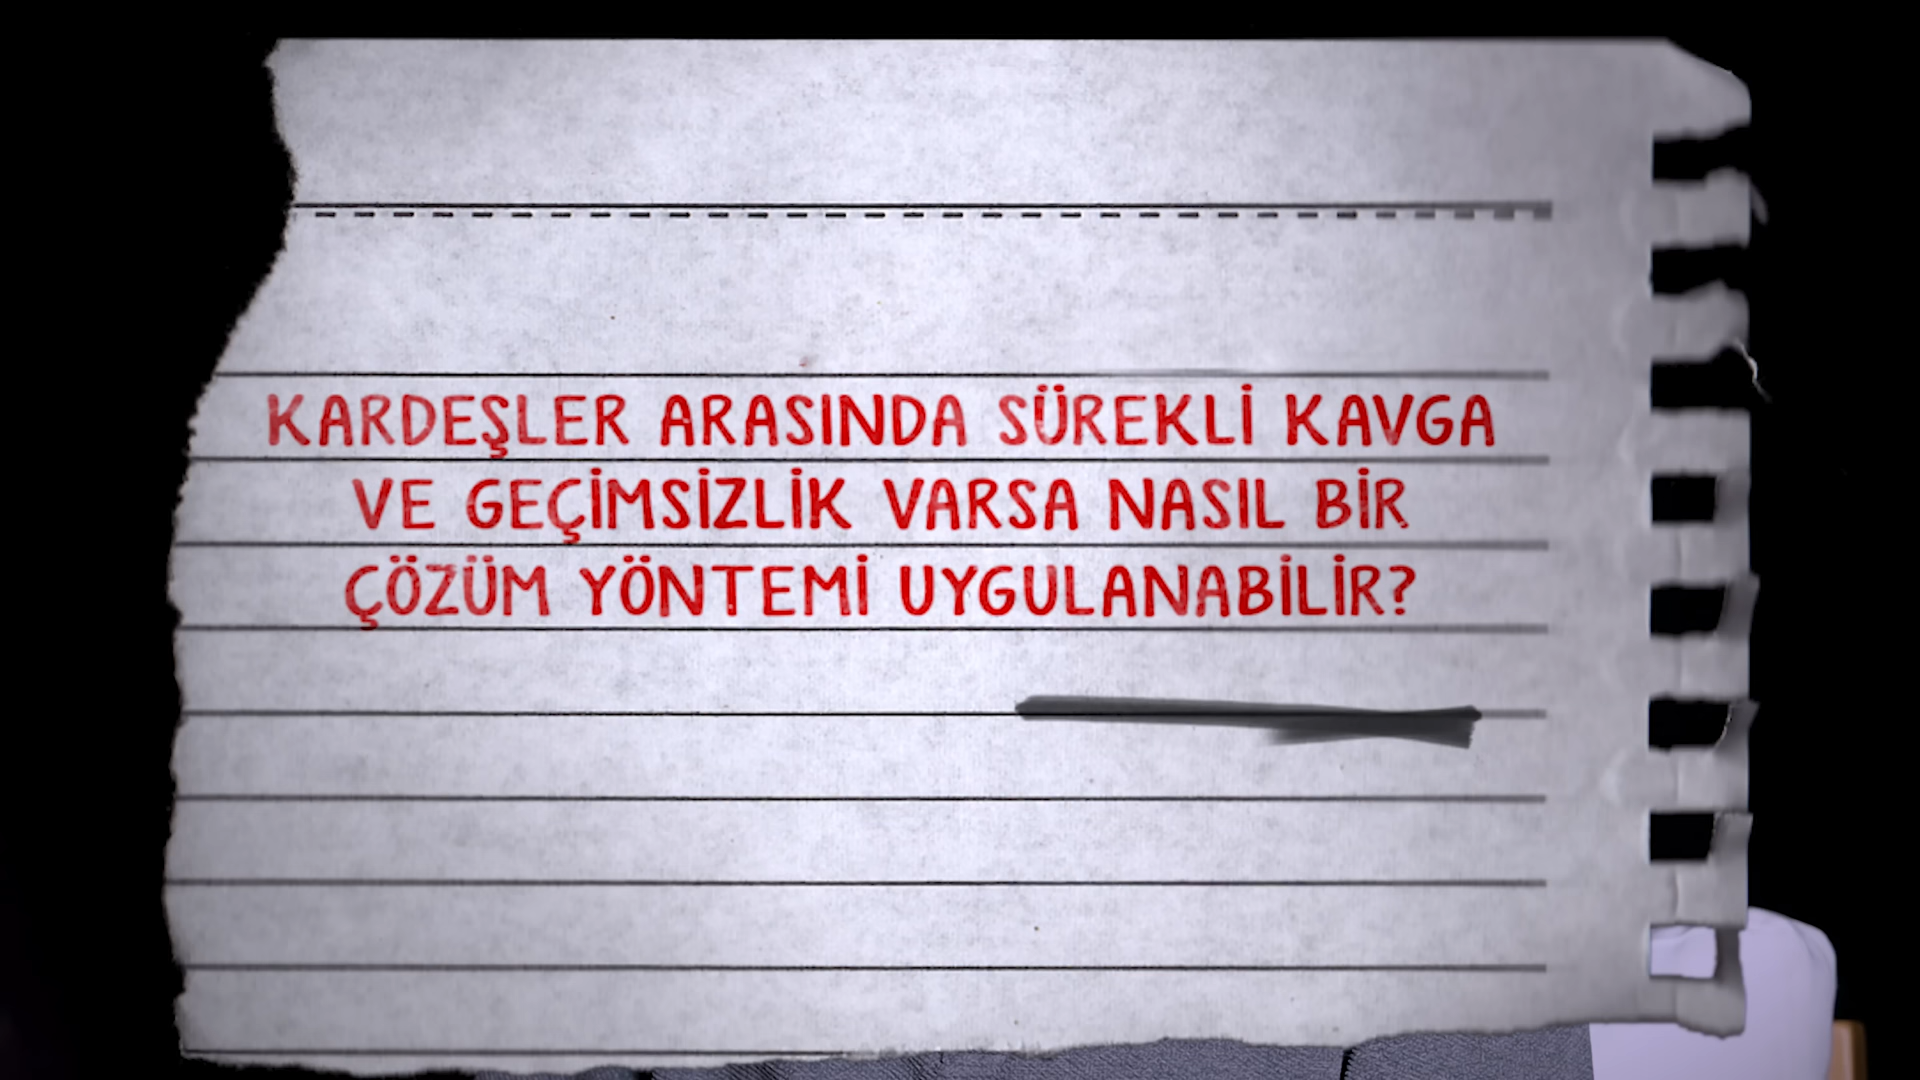 KARDEŞLER ARASINDA SÜREKLİ KAVGA
VE GEÇİMSİZLİK VARSA NASIL BİR
ÇÖZÜM YÖNTEMİ UYGULANABİLİR?